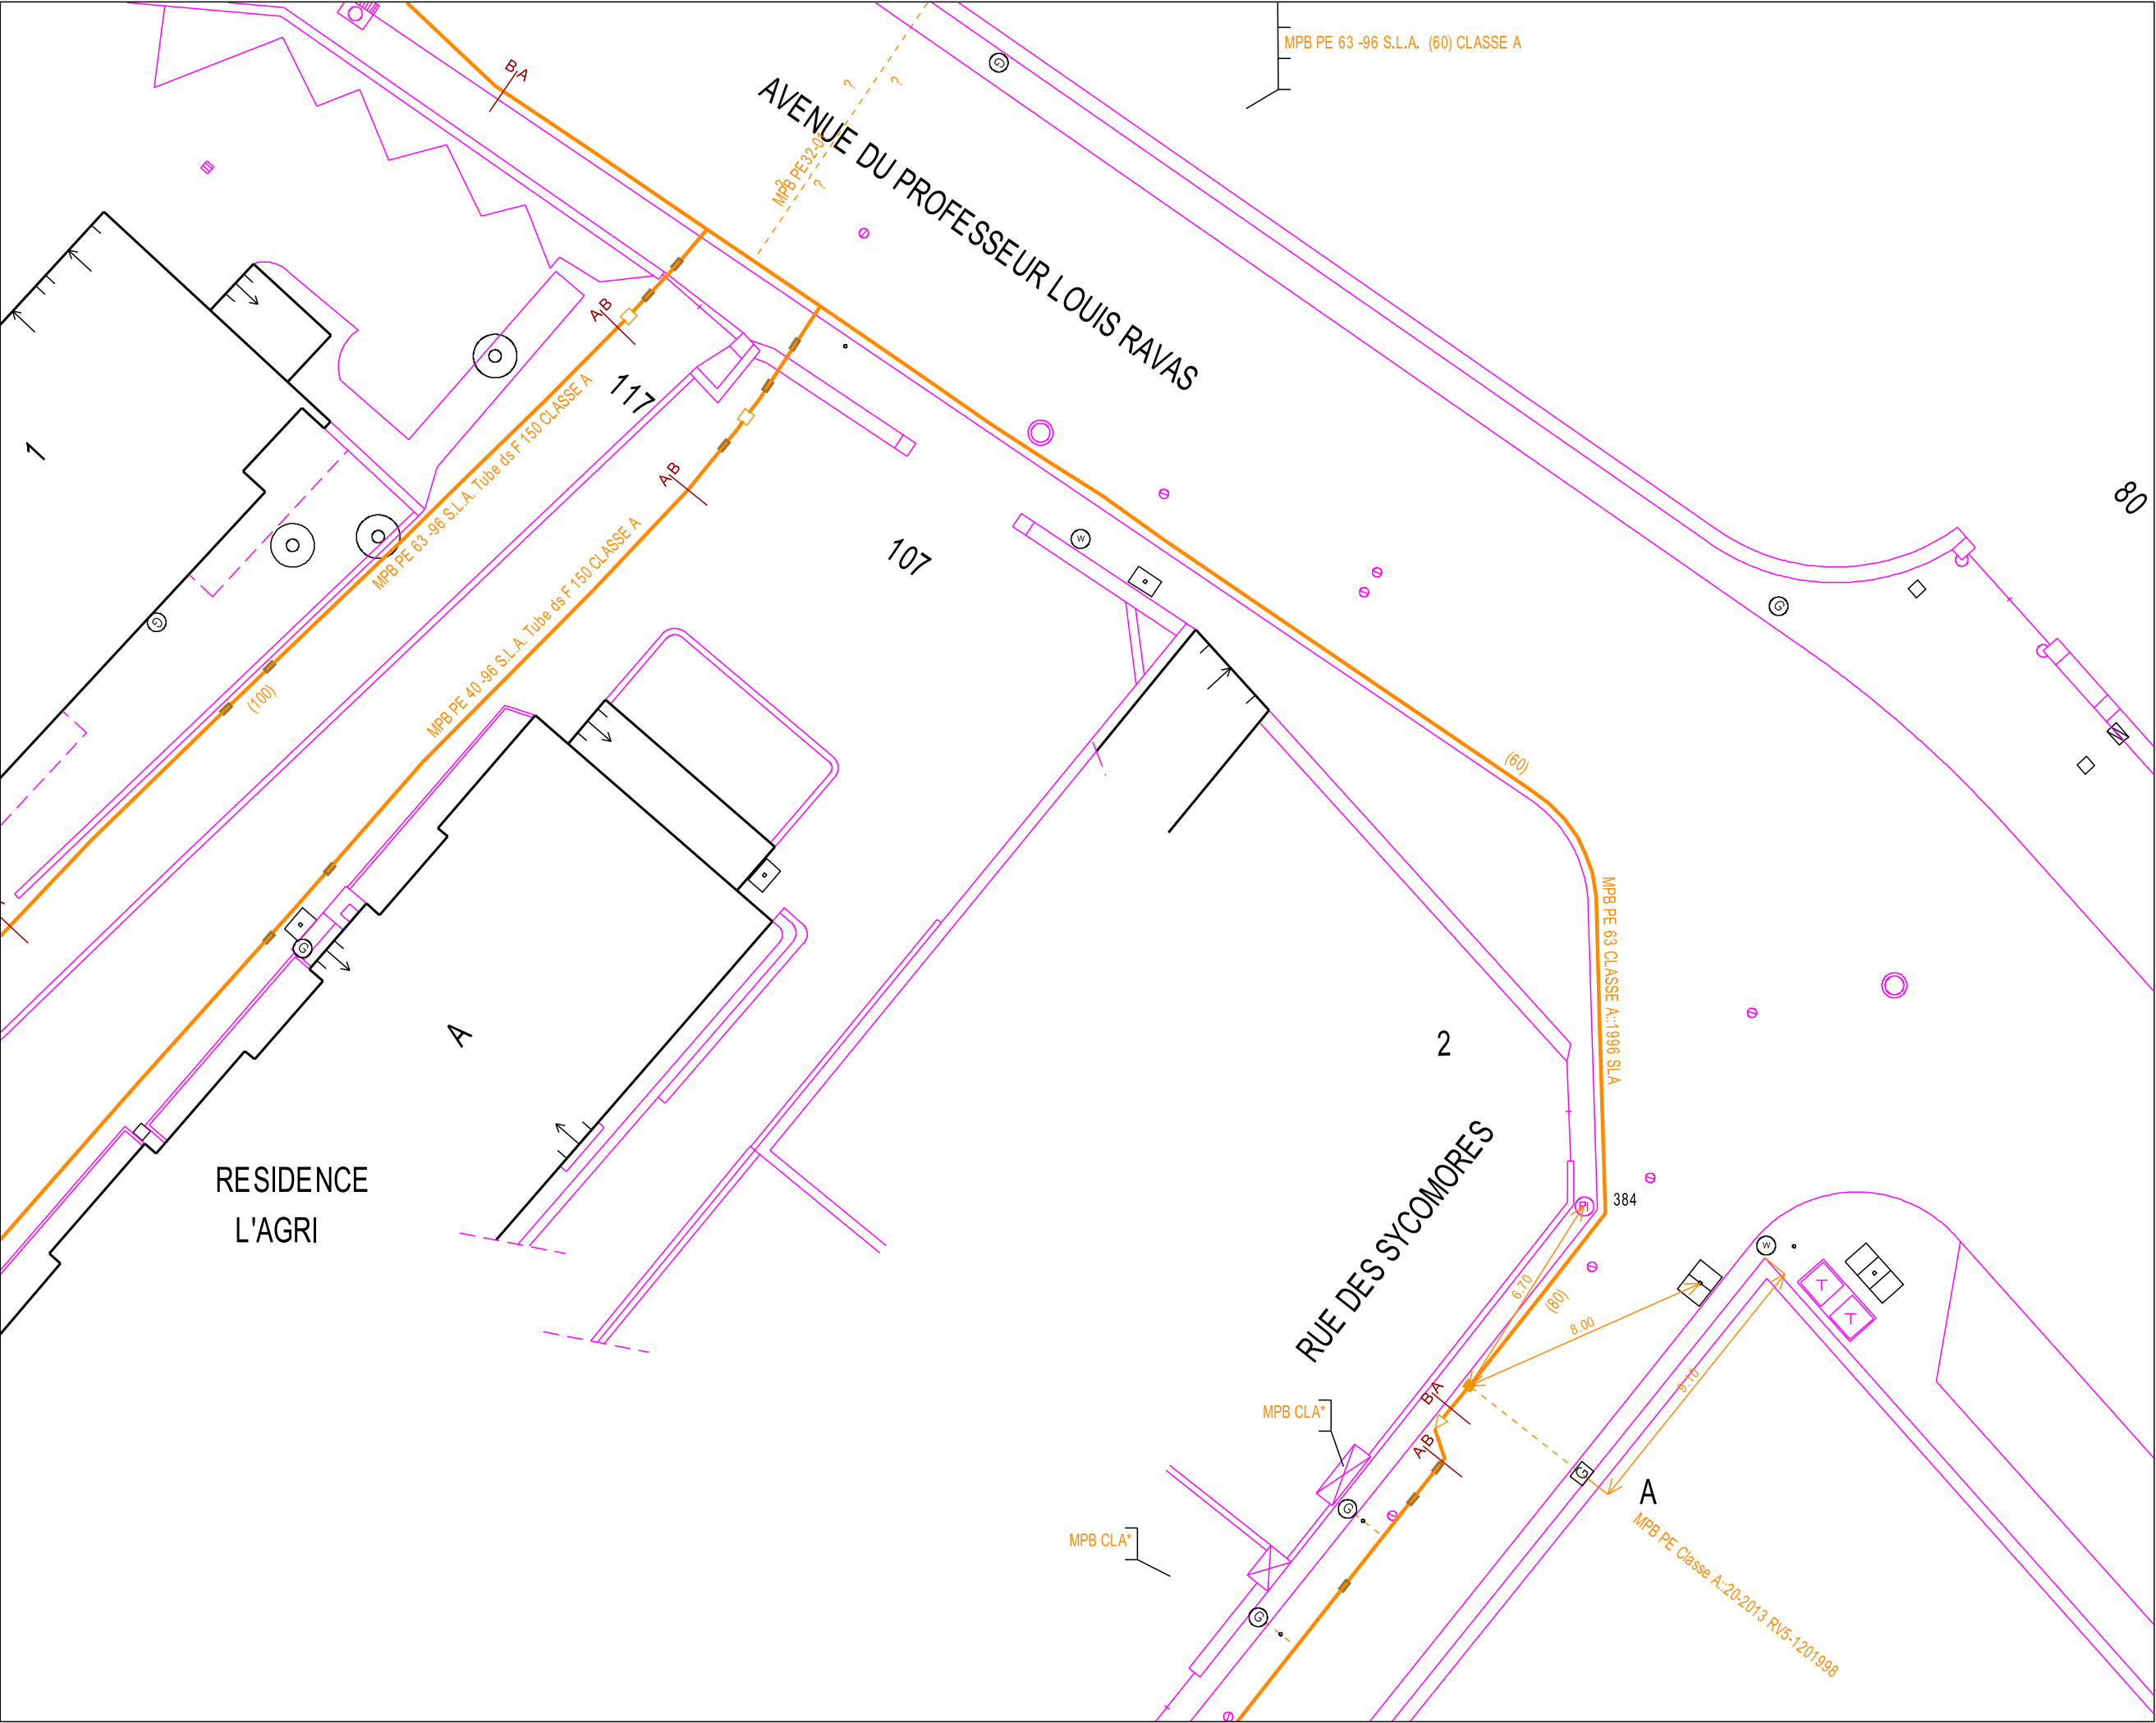 MPB PE 63 -96 S.L.A. (60) CLASSE A
B A
? ?
? ?
AVENUE DU PROFESSEUR LOUIS RAVAS
G
A B
117
MPB PE 63 -96 S.L.A. Tube ds F 150 CLASSE A
1
A B
80
107
W
MPB PE 40 -96 S.L.A. Tube ds F 150 CLASSE A
G
G
(100)
(60)
MPB PE 63 CLASSE A::1996 SLA
G
A
2
RESIDENCE
L'AGRI
RUE DES SYCOMORES
384
W
6.70
(80)
8.00
T
T
9.10
B A
MPB CLA*
A B
G
A
G
MPB CLA*
MPB PE Classe A::20-2013 RV5-1201998
G